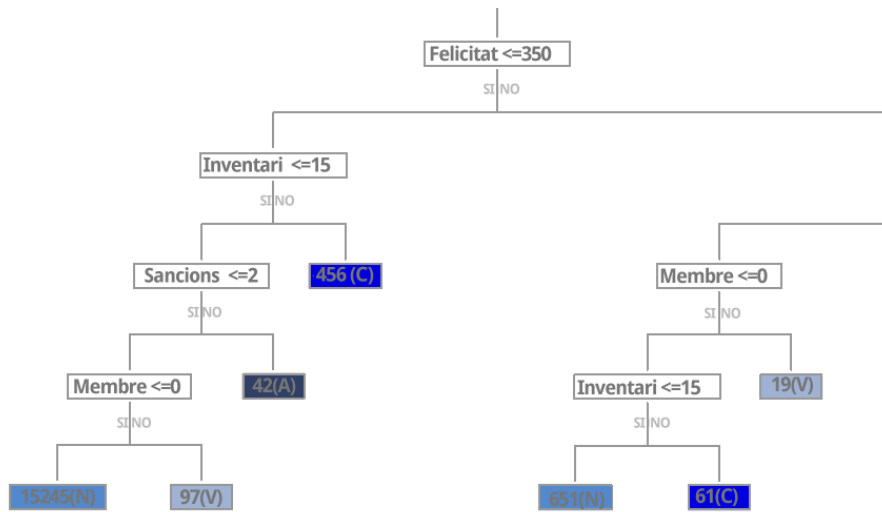 Felicitat <=350
SI NO
Inventari <=15
SI NO
Sancions <=2
456 (C)
Membre <=0
SI NO
SI NO
Membre <=0
42(A)
Inventari <=15
19(V)
SI NO
SI NO
15245(N)
97(V)
651(N)
61(C)